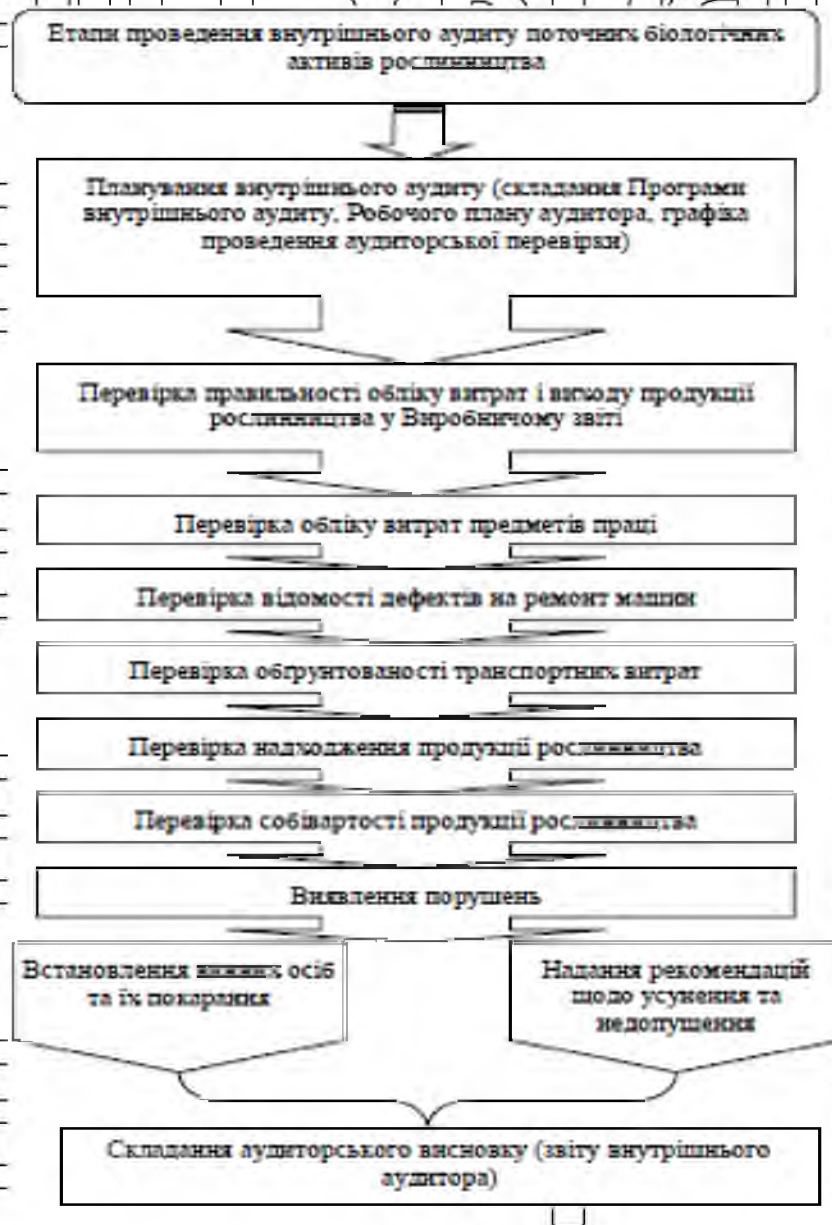 Етапи проведення внутрішнього аудиту поточних біологічних
активів рослинництва
Планування внутрішнього аудиту (складання Програми
внутрішнього аудиту, Робочого плану аудитора, графіка
проведення аудиторської перевірки)
Перевірка правильності обліку витрат і виходу продукції
рослинництва у Виробничому звіті
Перевірка обліку витрат предметів праці
Перевірка відомості дефектів на ремонт машин
Перевірка обґрунтованості транспортних витрат
Перевірка надходження продукції рослинництва
Перевірка собівартості продукції рослинництва
Виявлення порушень
Встановлення винних осіб
та їх покарання
Надання рекомендацій
щодо усунення та
недопущення
Складання аудиторського висновку (звіту внутрішнього
аудитора)